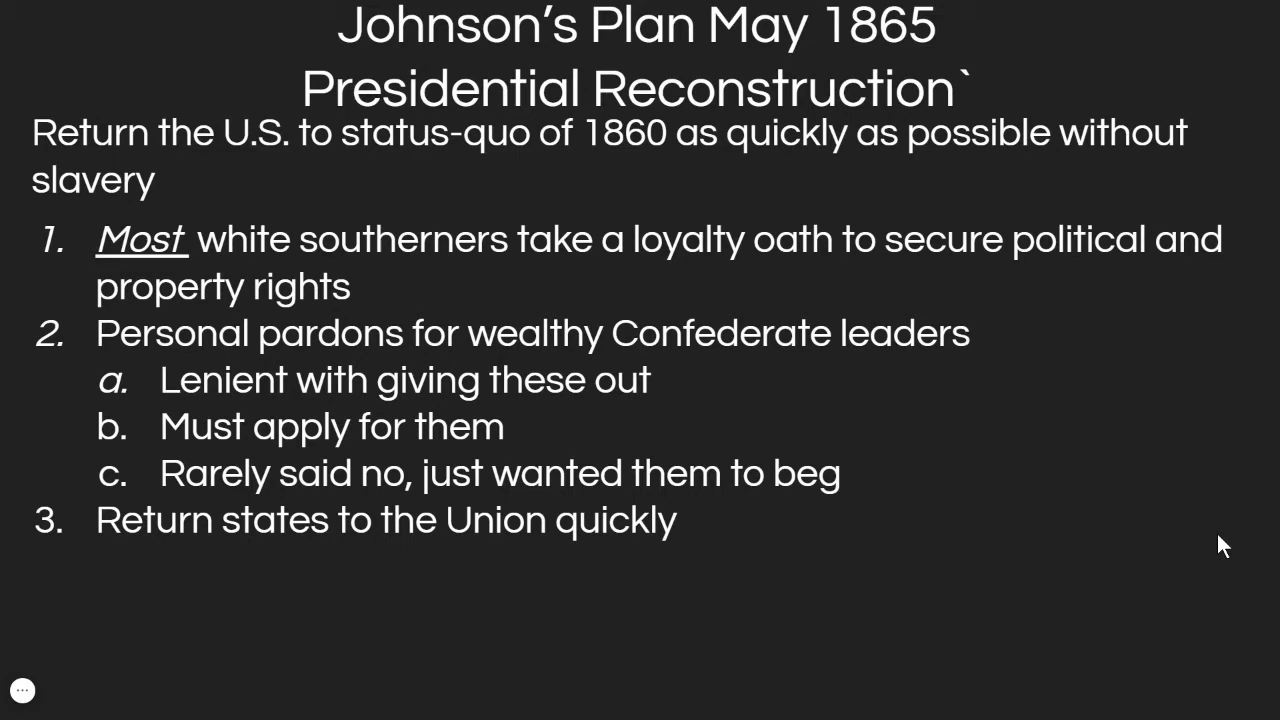 Johnson’s Plan May 1865
Presidential Reconstruction`
Return the U.S. to status-quo of 1860 as quickly as possible without
slavery
1. Most white southerners take a loyalty oath to secure political and
property rights
2. Personal pardons for wealthy Confederate leaders
a. Lenient with giving these out
b. Must apply for them
c. Rarely said no, just wanted them to beg
3. Return states to the Union quickly